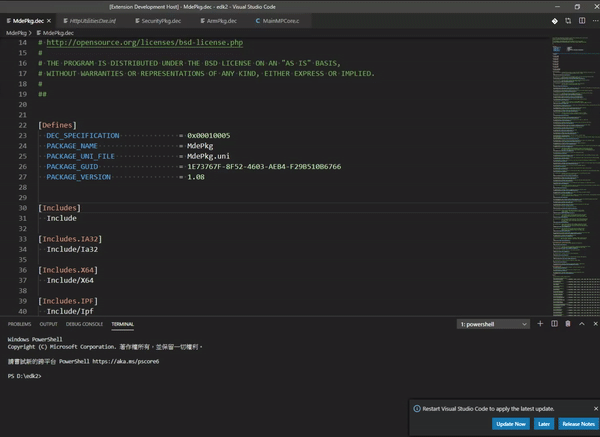 [Extension Development Host] - MdePkg.dec - edk2 - Visual Studio Code
MdePkg.dec HttpUtilitiesDxe.inf SecurityPkg.dec ArmPkg.dec MainMPCore.c
MdePkg > MdePkg.dec
14 # http://opensource.org/licenses/bsd-license.php
15 #
16 # THE PROGRAM IS DISTRIBUTED UNDER THE BSD LICENSE ON AN "AS IS" BASIS,
17 # WITHOUT WARRANTIES OR REPRESENTATIONS OF ANY KIND, EITHER EXPRESS OR IMPLIED.
18 #
19 ##
20
21
22 [Defines]
23 DEC_SPECIFICATION = 0x00010005
24 PACKAGE_NAME = MdePkg
25 PACKAGE_UNI_FILE = MdePkg.uni
26 PACKAGE_GUID = 1E73767F-8F52-4603-AEB4-F29B510B6766
27 PACKAGE_VERSION = 1.08
28
29
30 [Includes]
31 Include
32
33 [Includes.IA32]
34 Include/Ia32
35
36 [Includes.X64]
37 Include/X64
38
39 [Includes.IPF]
40 Include/Ipf
PROBLEMS OUTPUT DEBUG CONSOLE TERMINAL 1: powershell
Windows PowerShell
Copyright (C) Microsoft Corporation. 著作權所有，並保留一切權利。
請嘗試新的跨平台 PowerShell https://aka.ms/pscore6
PS D:\edk2>
Restart Visual Studio Code to apply the latest update.
Update Now Later Release Notes